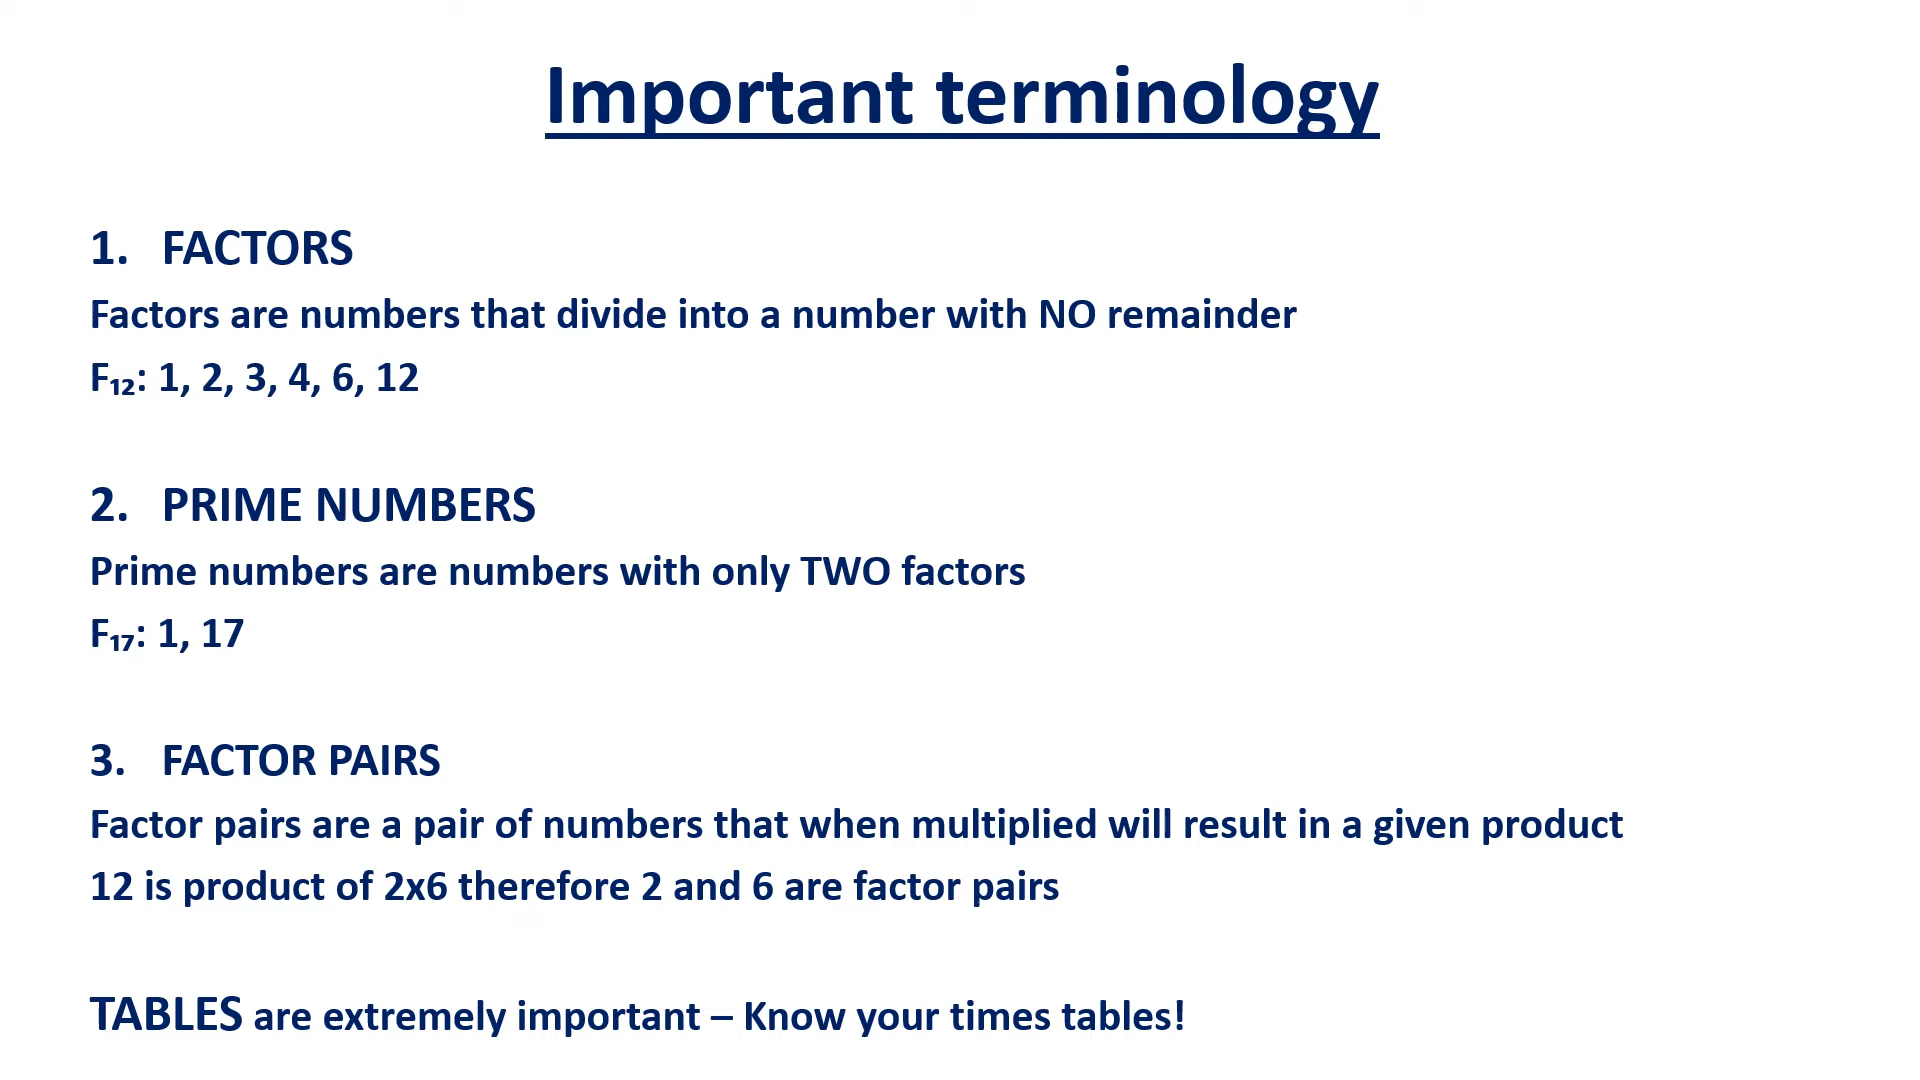 Important terminology
1. FACTORS
Factors are numbers that divide into a number with NO remainder
F₁₂: 1, 2, 3, 4, 6, 12
2. PRIME NUMBERS
Prime numbers are numbers with only TWO factors
F₁₇: 1, 17
3. FACTOR PAIRS
Factor pairs are a pair of numbers that when multiplied will result in a given product
12 is product of 2x6 therefore 2 and 6 are factor pairs
TABLES are extremely important – Know your times tables!